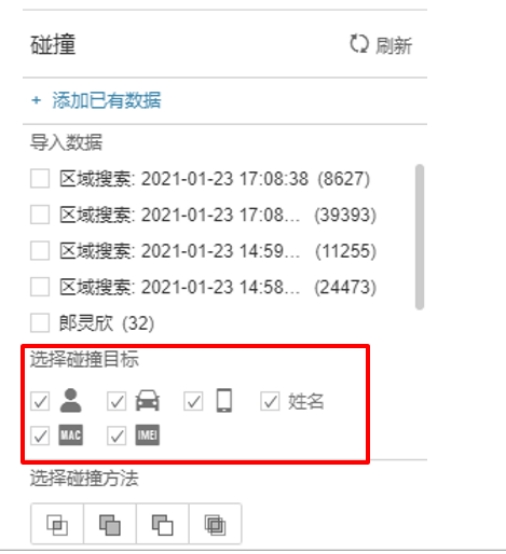 碰撞
刷新
+ 添加已有数据
导入数据
区域搜索: 2021-01-23 17:08:38 (8627)
区域搜索: 2021-01-23 17:08... (39393)
区域搜索: 2021-01-23 14:59... (11255)
区域搜索: 2021-01-23 14:58... (24473)
郎灵欣 (32)
选择碰撞目标
姓名
MAC IMEI
选择碰撞方法